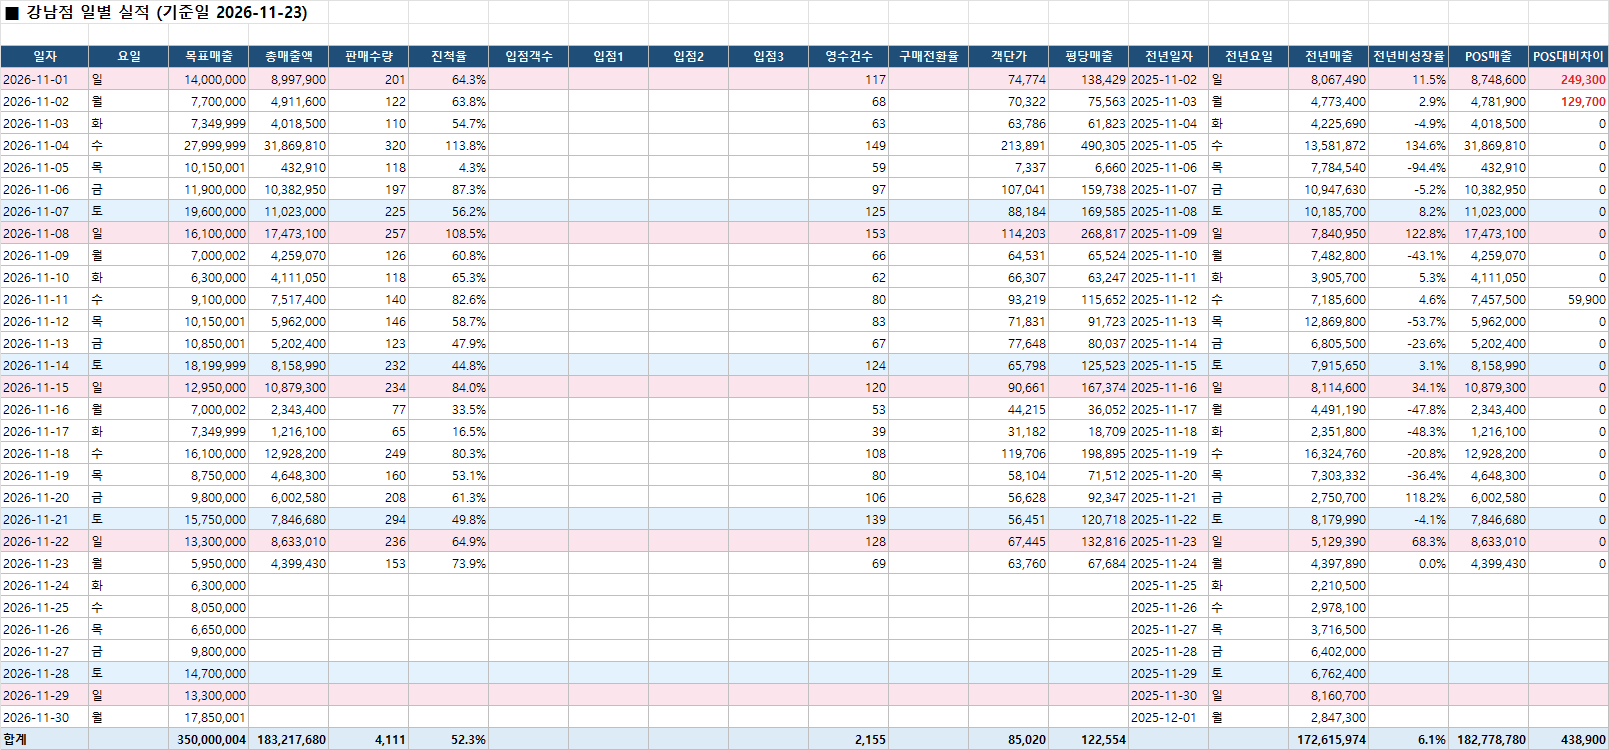 ■ 강남점 일별 실적 (기준일 2026-11-23)
일자 요일 목표매출 총매출액 판매수량 진척율 입점객수 입점1 입점2 입점3 영수건수 구매전환율 객단가 평당매출 전년일자 전년요일 전년매출 전년비성장률 POS매출 POS대비차이
2026-11-01 일 14,000,000 8,997,900 201 64.3% 117 74,774 138,429 2025-11-02 일 8,067,490 11.5% 8,748,600 249,300
2026-11-02 월 7,700,000 4,911,600 122 63.8% 68 70,322 75,563 2025-11-03 월 4,773,400 2.9% 4,781,900 129,700
2026-11-03 화 7,349,999 4,018,500 110 54.7% 63 63,786 61,823 2025-11-04 화 4,225,690 -4.9% 4,018,500 0
2026-11-04 수 27,999,999 31,869,810 320 113.8% 149 213,891 490,305 2025-11-05 수 13,581,872 134.6% 31,869,810 0
2026-11-05 목 10,150,001 432,910 118 4.3% 59 7,337 6,660 2025-11-06 목 7,784,540 -94.4% 432,910 0
2026-11-06 금 11,900,000 10,382,950 197 87.3% 97 107,041 159,738 2025-11-07 금 10,947,630 -5.2% 10,382,950 0
2026-11-07 토 19,600,000 11,023,000 225 56.2% 125 88,184 169,585 2025-11-08 토 10,185,700 8.2% 11,023,000 0
2026-11-08 일 16,100,000 17,473,100 257 108.5% 153 114,203 268,817 2025-11-09 일 7,840,950 122.8% 17,473,100 0
2026-11-09 월 7,000,002 4,259,070 126 60.8% 66 64,531 65,524 2025-11-10 월 7,482,800 -43.1% 4,259,070 0
2026-11-10 화 6,300,000 4,111,050 118 65.3% 62 66,307 63,247 2025-11-11 화 3,905,700 5.3% 4,111,050 0
2026-11-11 수 9,100,000 7,517,400 140 82.6% 80 93,219 115,652 2025-11-12 수 7,185,600 4.6% 7,457,500 59,900
2026-11-12 목 10,150,001 5,962,000 146 58.7% 83 71,831 91,723 2025-11-13 목 12,869,800 -53.7% 5,962,000 0
2026-11-13 금 10,850,001 5,202,400 123 47.9% 67 77,648 80,037 2025-11-14 금 6,805,500 -23.6% 5,202,400 0
2026-11-14 토 18,199,999 8,158,990 232 44.8% 124 65,798 125,523 2025-11-15 토 7,915,650 3.1% 8,158,990 0
2026-11-15 일 12,950,000 10,879,300 234 84.0% 120 90,661 167,374 2025-11-16 일 8,114,600 34.1% 10,879,300 0
2026-11-16 월 7,000,002 2,343,400 77 33.5% 53 44,215 36,052 2025-11-17 월 4,491,190 -47.8% 2,343,400 0
2026-11-17 화 7,349,999 1,216,100 65 16.5% 39 31,182 18,709 2025-11-18 화 2,351,800 -48.3% 1,216,100 0
2026-11-18 수 16,100,000 12,928,200 249 80.3% 108 119,706 198,895 2025-11-19 수 16,324,760 -20.8% 12,928,200 0
2026-11-19 목 8,750,000 4,648,300 160 53.1% 80 58,104 71,512 2025-11-20 목 7,303,332 -36.4% 4,648,300 0
2026-11-20 금 9,800,000 6,002,580 208 61.3% 106 56,628 92,347 2025-11-21 금 2,750,700 118.2% 6,002,580 0
2026-11-21 토 15,750,000 7,846,680 294 49.8% 139 56,451 120,718 2025-11-22 토 8,179,990 -4.1% 7,846,680 0
2026-11-22 일 13,300,000 8,633,010 236 64.9% 128 67,445 132,816 2025-11-23 일 5,129,390 68.3% 8,633,010 0
2026-11-23 월 5,950,000 4,399,430 153 73.9% 69 63,760 67,684 2025-11-24 월 4,397,890 0.0% 4,399,430 0
2026-11-24 화 6,300,000 2025-11-25 화 2,210,500
2026-11-25 수 8,050,000 2025-11-26 수 2,978,100
2026-11-26 목 6,650,000 2025-11-27 목 3,716,500
2026-11-27 금 9,800,000 2025-11-28 금 6,402,000
2026-11-28 토 14,700,000 2025-11-29 토 6,762,400
2026-11-29 일 13,300,000 2025-11-30 일 8,160,700
2026-11-30 월 17,850,001 2025-12-01 월 2,847,300
합계 350,000,004 183,217,680 4,111 52.3% 2,155 85,020 122,554 172,615,974 6.1% 182,778,780 438,900